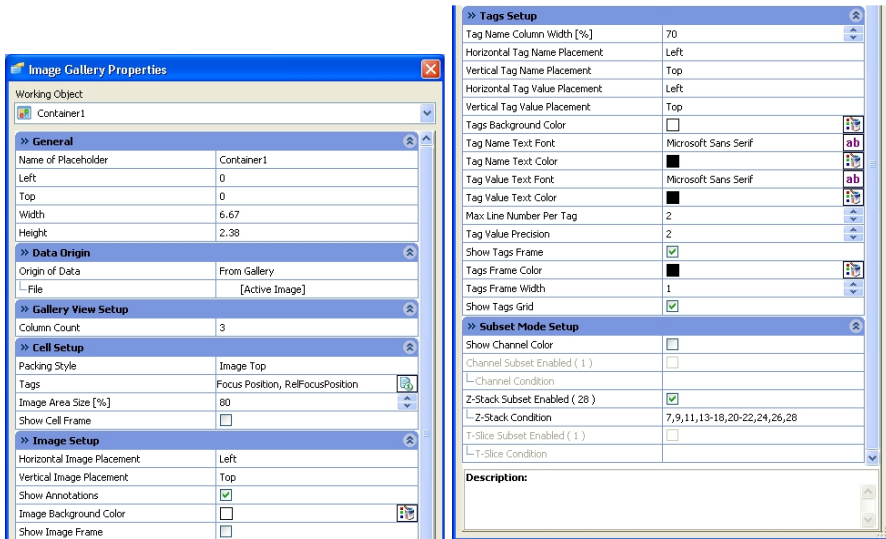 Image Gallery Properties
Working Object
Container1
» General
Name of Placeholder Container1
Left 0
Top 0
Width 6.67
Height 2.38
» Data Origin
Origin of Data From Gallery
File [Active Image]
» Gallery View Setup
Column Count 3
» Cell Setup
Packing Style Image Top
Tags Focus Position, RelFocusPosition
Image Area Size [%] 80
Show Cell Frame
» Image Setup
Horizontal Image Placement Left
Vertical Image Placement Top
Show Annotations
Image Background Color
Show Image Frame
» Tags Setup
Tag Name Column Width [%] 70
Horizontal Tag Name Placement Left
Vertical Tag Name Placement Top
Horizontal Tag Value Placement Left
Vertical Tag Value Placement Top
Tags Background Color
Tag Name Text Font Microsoft Sans Serif ab
Tag Name Text Color
Tag Value Text Font Microsoft Sans Serif ab
Tag Value Text Color
Max Line Number Per Tag 2
Tag Value Precision 2
Show Tags Frame
Tags Frame Color
Tags Frame Width 1
Show Tags Grid
» Subset Mode Setup
Show Channel Color
Channel Subset Enabled ( 1 )
Channel Condition
Z-Stack Subset Enabled ( 28 )
Z-Stack Condition 7,9,11,13-18,20-22,24,26,28
T-Slice Subset Enabled ( 1 )
T-Slice Condition
Description: